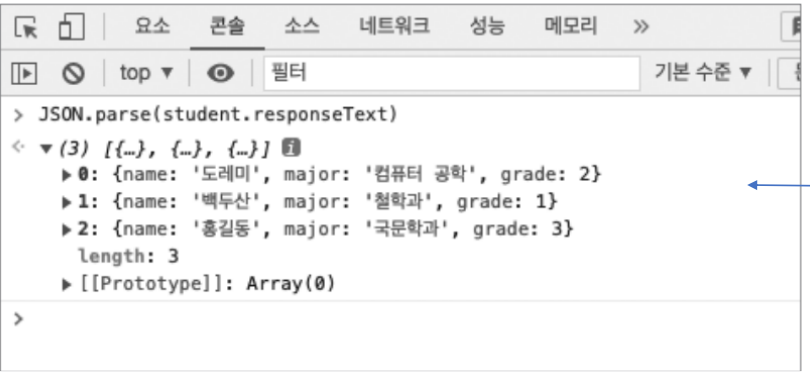 요소 콘솔 소스 네트워크 성능 메모리 »
top ▼ 필터 기본 수준 ▼
> JSON.parse(student.responseText)
<· ▼ (3) [{…}, {…}, {…}] i
▶ 0: {name: '도레미', major: '컴퓨터 공학', grade: 2}
▶ 1: {name: '백두산', major: '철학과', grade: 1}
▶ 2: {name: '홍길동', major: '국문학과', grade: 3}
length: 3
▶ [[Prototype]]: Array(0)
>